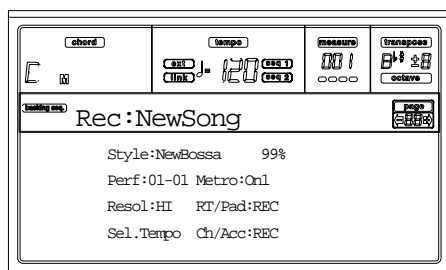 chord tempo measure transpose
C M ext link ♩= 120 seq 1 seq 2 001 B♭♯ ±8
octave
backing seq. Rec:NewSong page
Style:NewBossa 99%
Perf:01-01 Metro:On1
Resol:HI RT/Pad:REC
Sel.Tempo Ch/Acc:REC